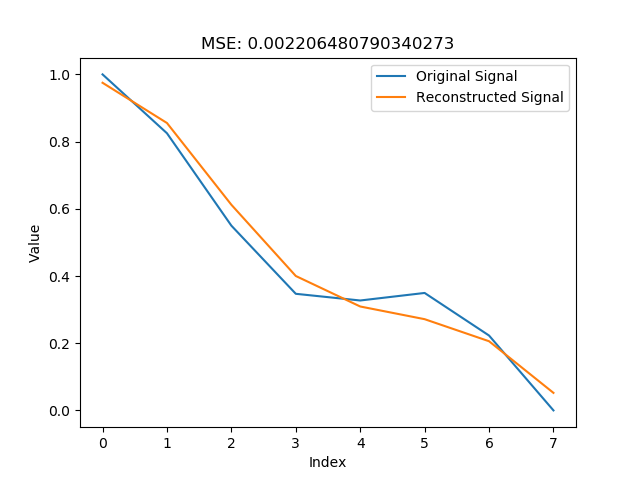 MSE: 0.002206480790340273
Original Signal
Reconstructed Signal
1.0
0.8
0.6
0.4
0.2
0.0
Value
0 1 2 3 4 5 6 7
Index